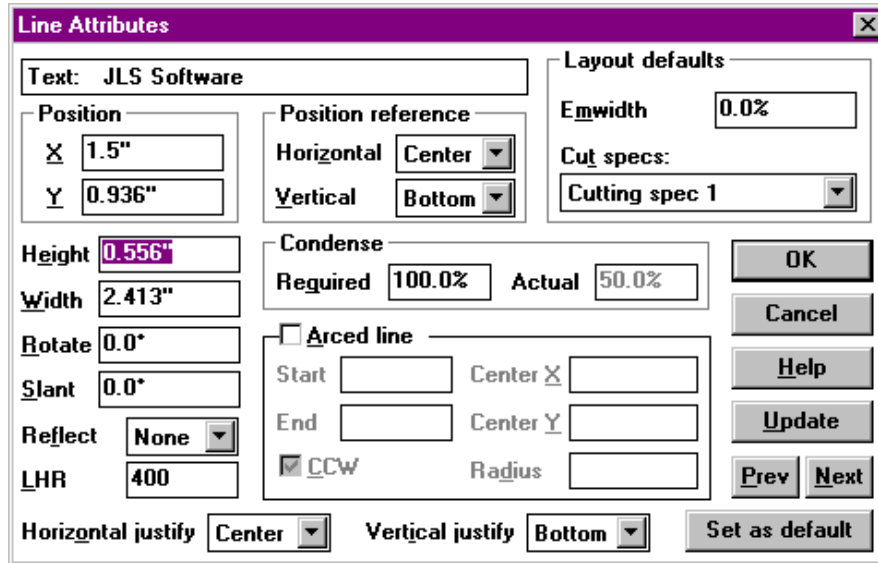 Line Attributes
Text: JLS Software
Layout defaults
Emwidth 0.0%
Cut specs:
Cutting spec 1
Position
X 1.5"
Y 0.936"
Position reference
Horizontal Center
Vertical Bottom
Height 0.556"
Width 2.413"
Rotate 0.0°
Slant 0.0°
Reflect None
LHR 400
Condense
Required 100.0% Actual 50.0%
Arced line
Start Center X
End Center Y
CCW Radius
OK
Cancel
Help
Update
Prev Next
Horizontal justify Center Vertical justify Bottom Set as default